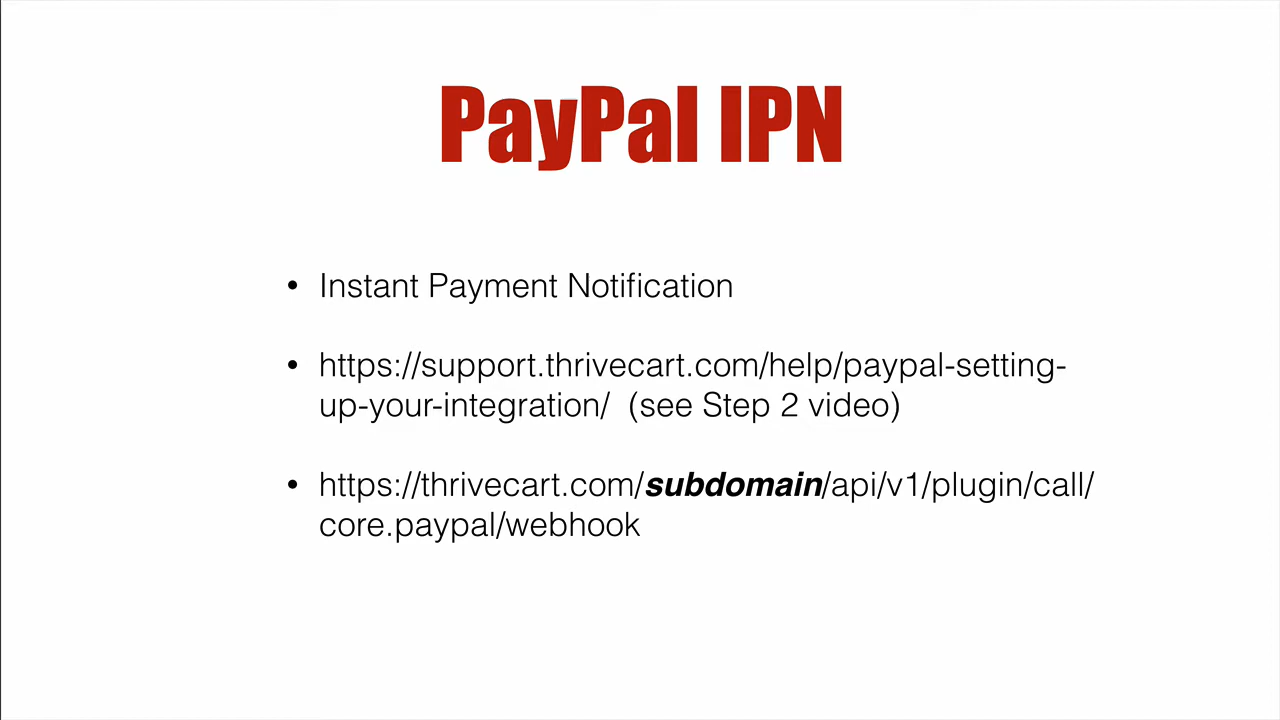 PayPal IPN
• Instant Payment Notification
• https://support.thrivecart.com/help/paypal-setting-
up-your-integration/ (see Step 2 video)
• https://thrivecart.com/subdomain/api/v1/plugin/call/
core.paypal/webhook